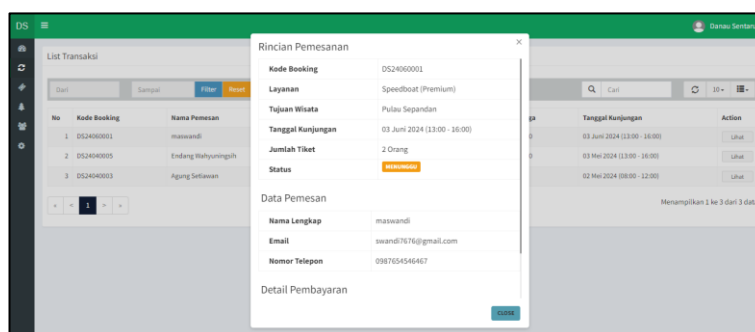 DS
Danau Sentaru
List Transaksi
Dari
Sampai
Filter
Reset
Cari
10
No
Kode Booking
Nama Pemesan
ga
Tanggal Kunjungan
Action
1
DS24060001
maswandi
0
03 Juni 2024 (13:00 - 16:00)
Lihat
2
DS24040005
Endang Wahyuningsih
0
03 Mei 2024 (13:00 - 16:00)
Lihat
3
DS24040003
Agung Setiawan
02 Mei 2024 (08:00 - 12:00)
Lihat
« < 1 > »
Menampilkan 1 ke 3 dari 3 data
Rincian Pemesanan
×
Kode Booking
DS24060001
Layanan
Speedboat (Premium)
Tujuan Wisata
Pulau Sepandan
Tanggal Kunjungan
03 Juni 2024 (13:00 - 16:00)
Jumlah Tiket
2 Orang
Status
MENUNGGU
Data Pemesan
Nama Lengkap
maswandi
Email
swandi7676@gmail.com
Nomor Telepon
0987654546467
Detail Pembayaran
CLOSE